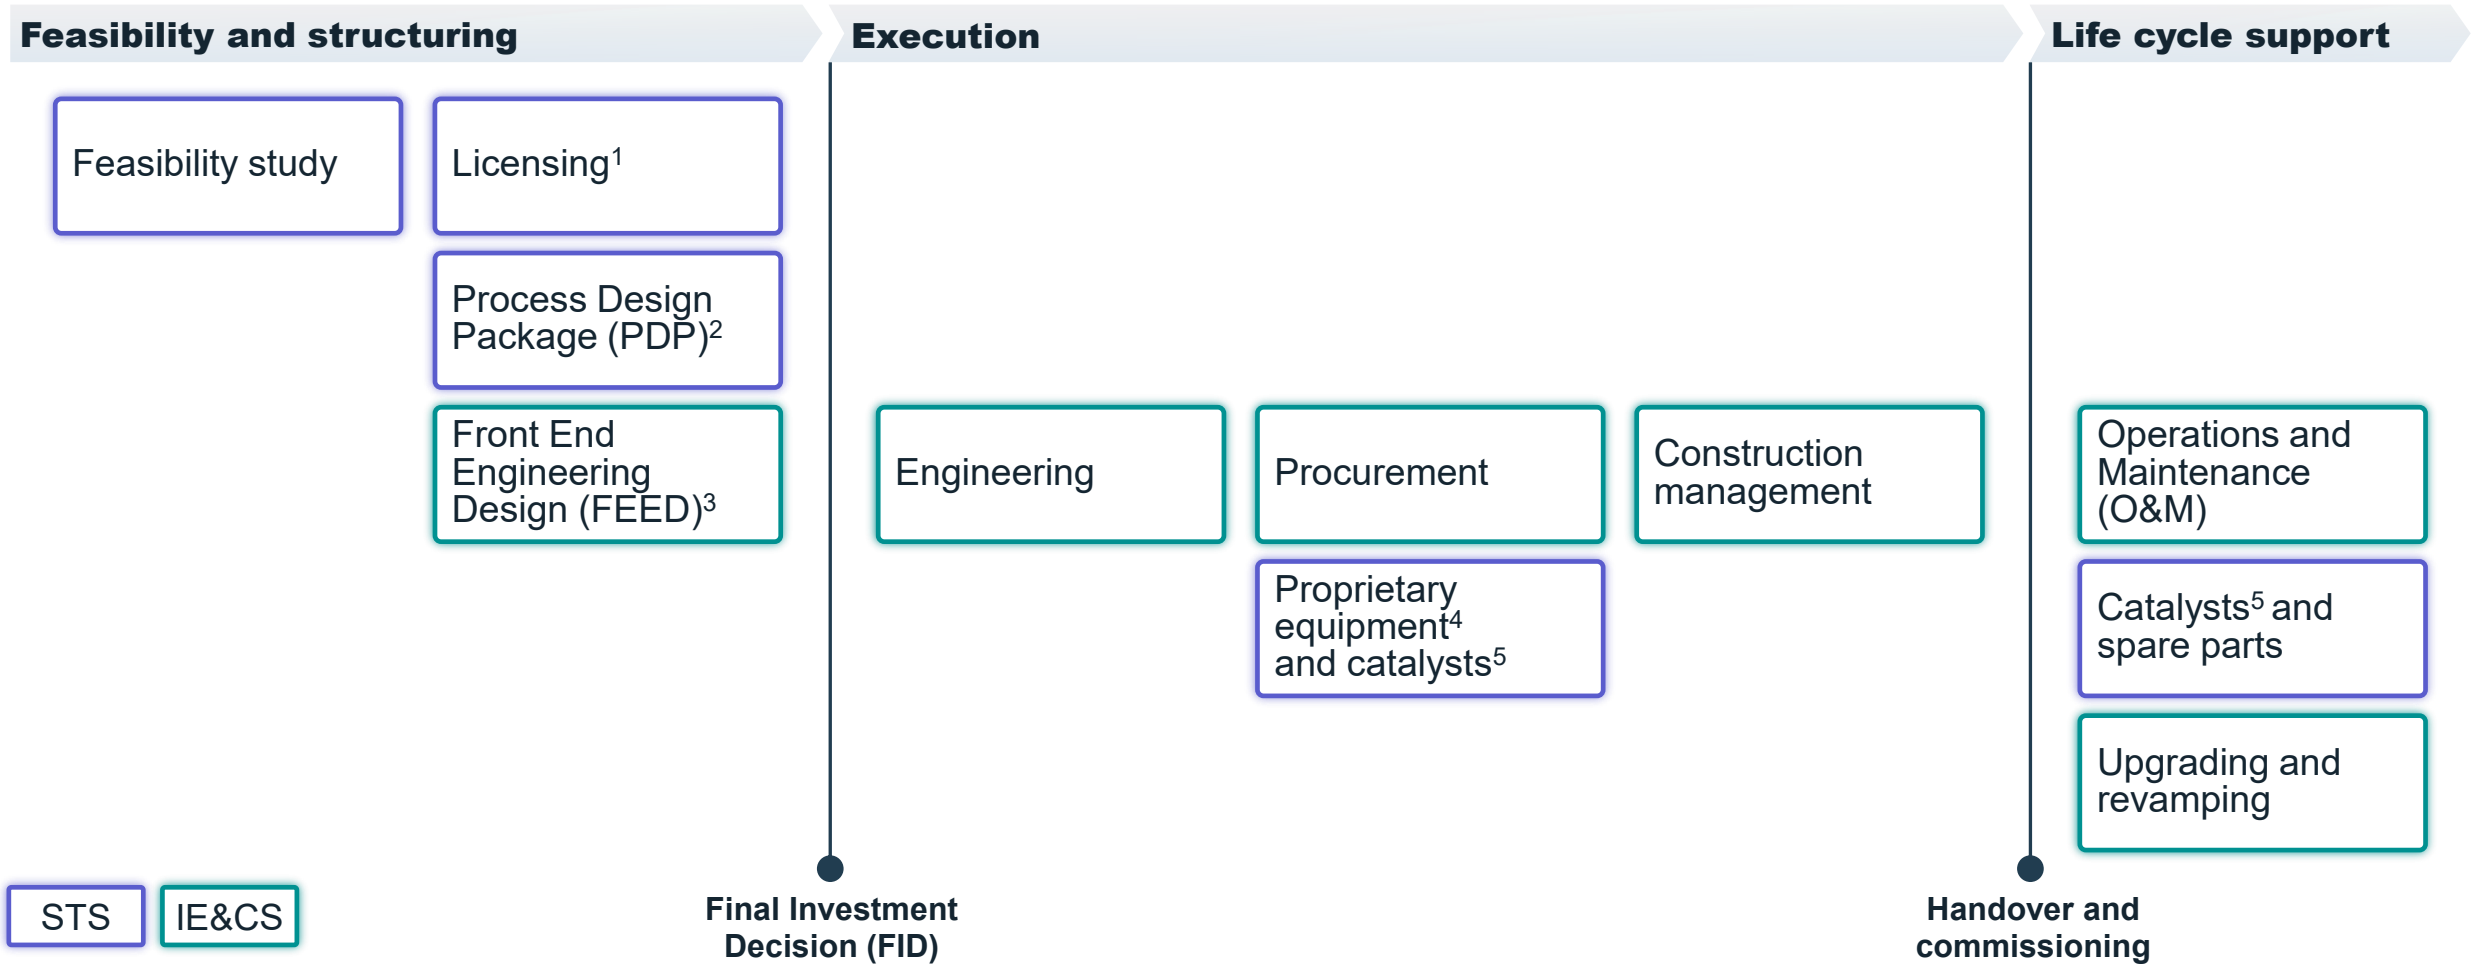 Feasibility and structuring
Execution
Life cycle support
Feasibility study
Licensing¹
Process Design
Package (PDP)²
Front End
Engineering
Design (FEED)³
Engineering
Procurement
Construction
management
Proprietary
equipment⁴
and catalysts⁵
Operations and
Maintenance
(O&M)
Catalysts⁵ and
spare parts
Upgrading and
revamping
STS
IE&CS
Final Investment
Decision (FID)
Handover and
commissioning